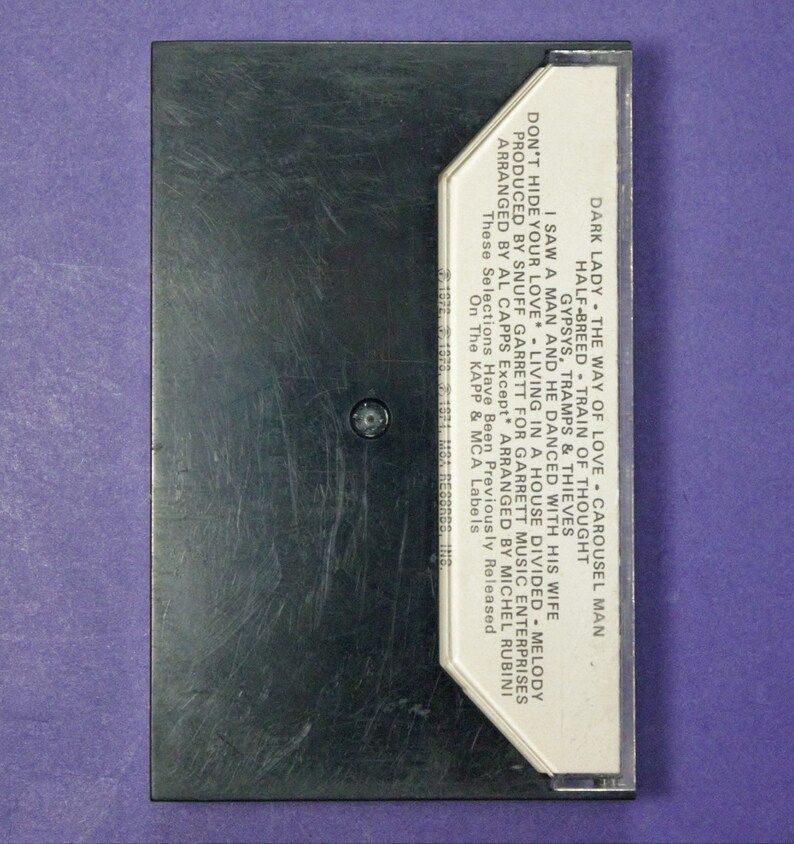 DARK LADY - THE WAY OF LOVE - CAROUSEL MAN
HALF-BREED - TRAIN OF THOUGHT
GYPSYS, TRAMPS & THIEVES
I SAW A MAN AND HE DANCED WITH HIS WIFE
DON'T HIDE YOUR LOVE* - LIVING IN A HOUSE DIVIDED - MELODY
PRODUCED BY SNUFF GARRETT FOR GARRETT MUSIC ENTERPRISES
ARRANGED BY AL CAPPS Except* ARRANGED BY MICHEL RUBINI
These Selections Have Been Previously Released
On The KAPP & MCA Labels
MCA RECORDS, INC.